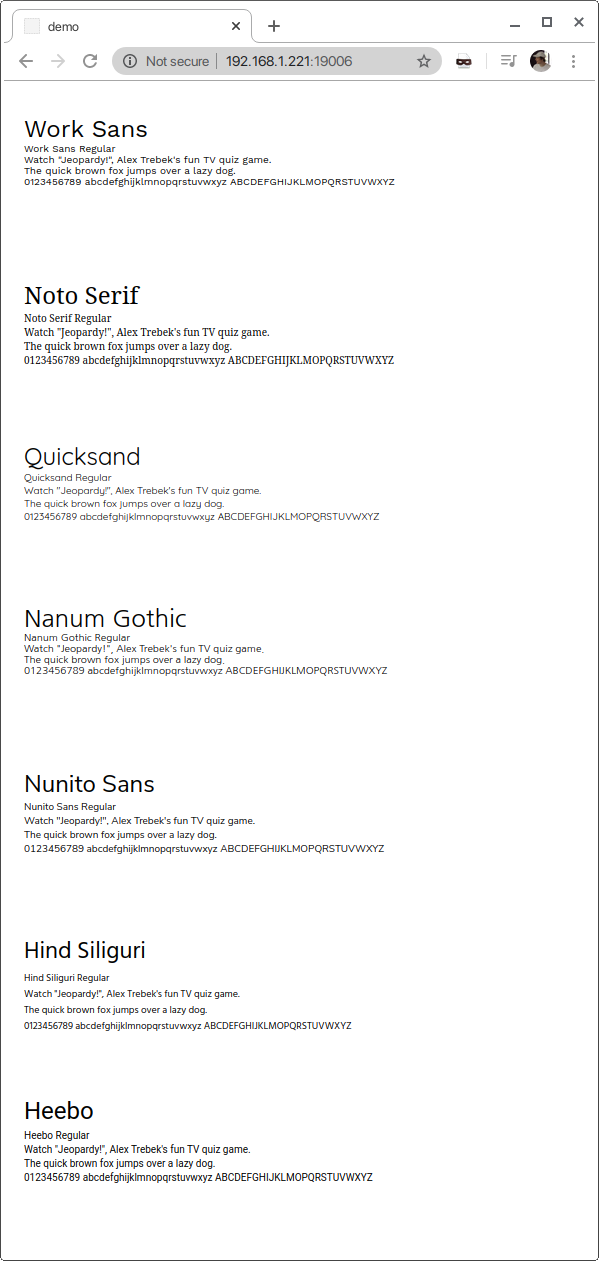 demo
Not secure 192.168.1.221:19006
Work Sans
Work Sans Regular
Watch "Jeopardy!", Alex Trebek's fun TV quiz game.
The quick brown fox jumps over a lazy dog.
0123456789 abcdefghijklmnopqrstuvwxyz ABCDEFGHIJKLMOPQRSTUVWXYZ
Noto Serif
Noto Serif Regular
Watch "Jeopardy!", Alex Trebek's fun TV quiz game.
The quick brown fox jumps over a lazy dog.
0123456789 abcdefghijklmnopqrstuvwxyz ABCDEFGHIJKLMOPQRSTUVWXYZ
Quicksand
Quicksand Regular
Watch "Jeopardy!", Alex Trebek's fun TV quiz game.
The quick brown fox jumps over a lazy dog.
0123456789 abcdefghijklmnopqrstuvwxyz ABCDEFGHIJKLMOPQRSTUVWXYZ
Nanum Gothic
Nanum Gothic Regular
Watch "Jeopardy!", Alex Trebek's fun TV quiz game.
The quick brown fox jumps over a lazy dog.
0123456789 abcdefghijklmnopqrstuvwxyz ABCDEFGHIJKLMOPQRSTUVWXYZ
Nunito Sans
Nunito Sans Regular
Watch "Jeopardy!", Alex Trebek's fun TV quiz game.
The quick brown fox jumps over a lazy dog.
0123456789 abcdefghijklmnopqrstuvwxyz ABCDEFGHIJKLMOPQRSTUVWXYZ
Hind Siliguri
Hind Siliguri Regular
Watch "Jeopardy!", Alex Trebek's fun TV quiz game.
The quick brown fox jumps over a lazy dog.
0123456789 abcdefghijklmnopqrstuvwxyz ABCDEFGHIJKLMOPQRSTUVWXYZ
Heebo
Heebo Regular
Watch "Jeopardy!", Alex Trebek's fun TV quiz game.
The quick brown fox jumps over a lazy dog.
0123456789 abcdefghijklmnopqrstuvwxyz ABCDEFGHIJKLMOPQRSTUVWXYZ